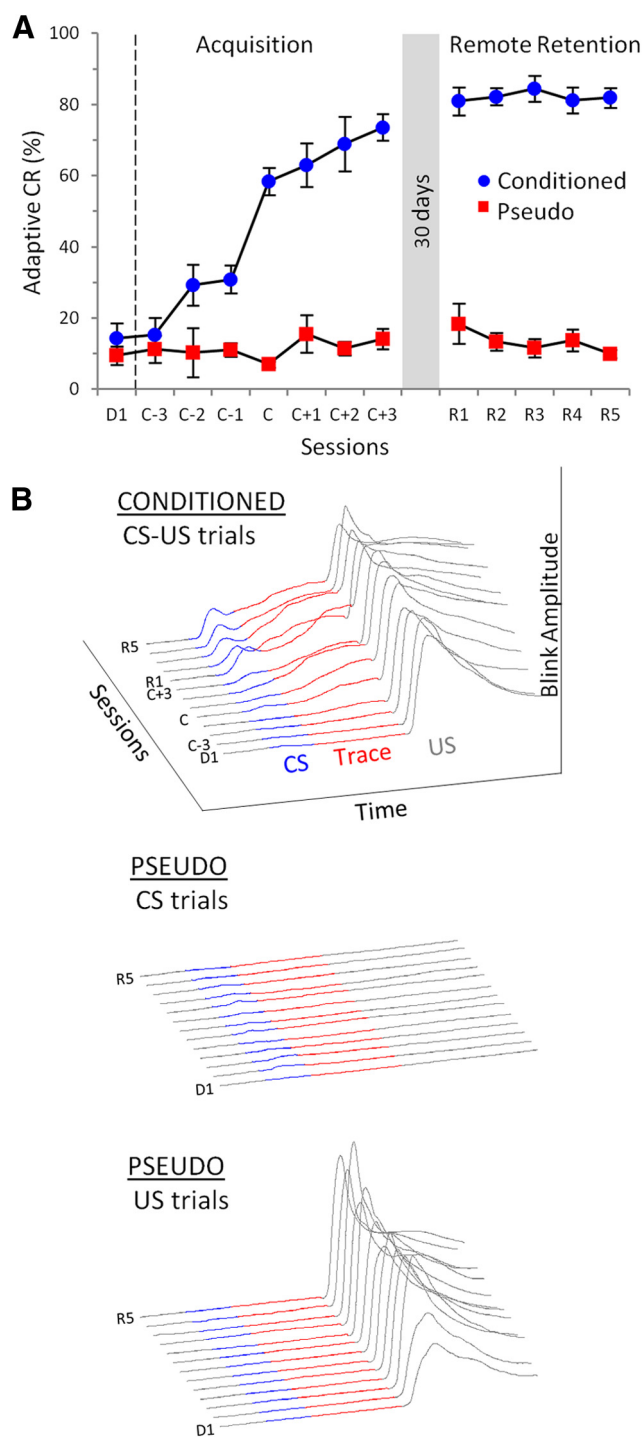 A
Acquisition
Remote Retention
Adaptive CR (%)
100
80
60
40
20
0
30 days
Conditioned
Pseudo
D1 C-3 C-2 C-1 C C+1 C+2 C+3 R1 R2 R3 R4 R5
Sessions
B
CONDITIONED
CS-US trials
Blink Amplitude
R5
R1
C+3
C
C-3
D1
Sessions
CS
Trace
US
Time
PSEUDO
CS trials
R5
D1
PSEUDO
US trials
R5
D1